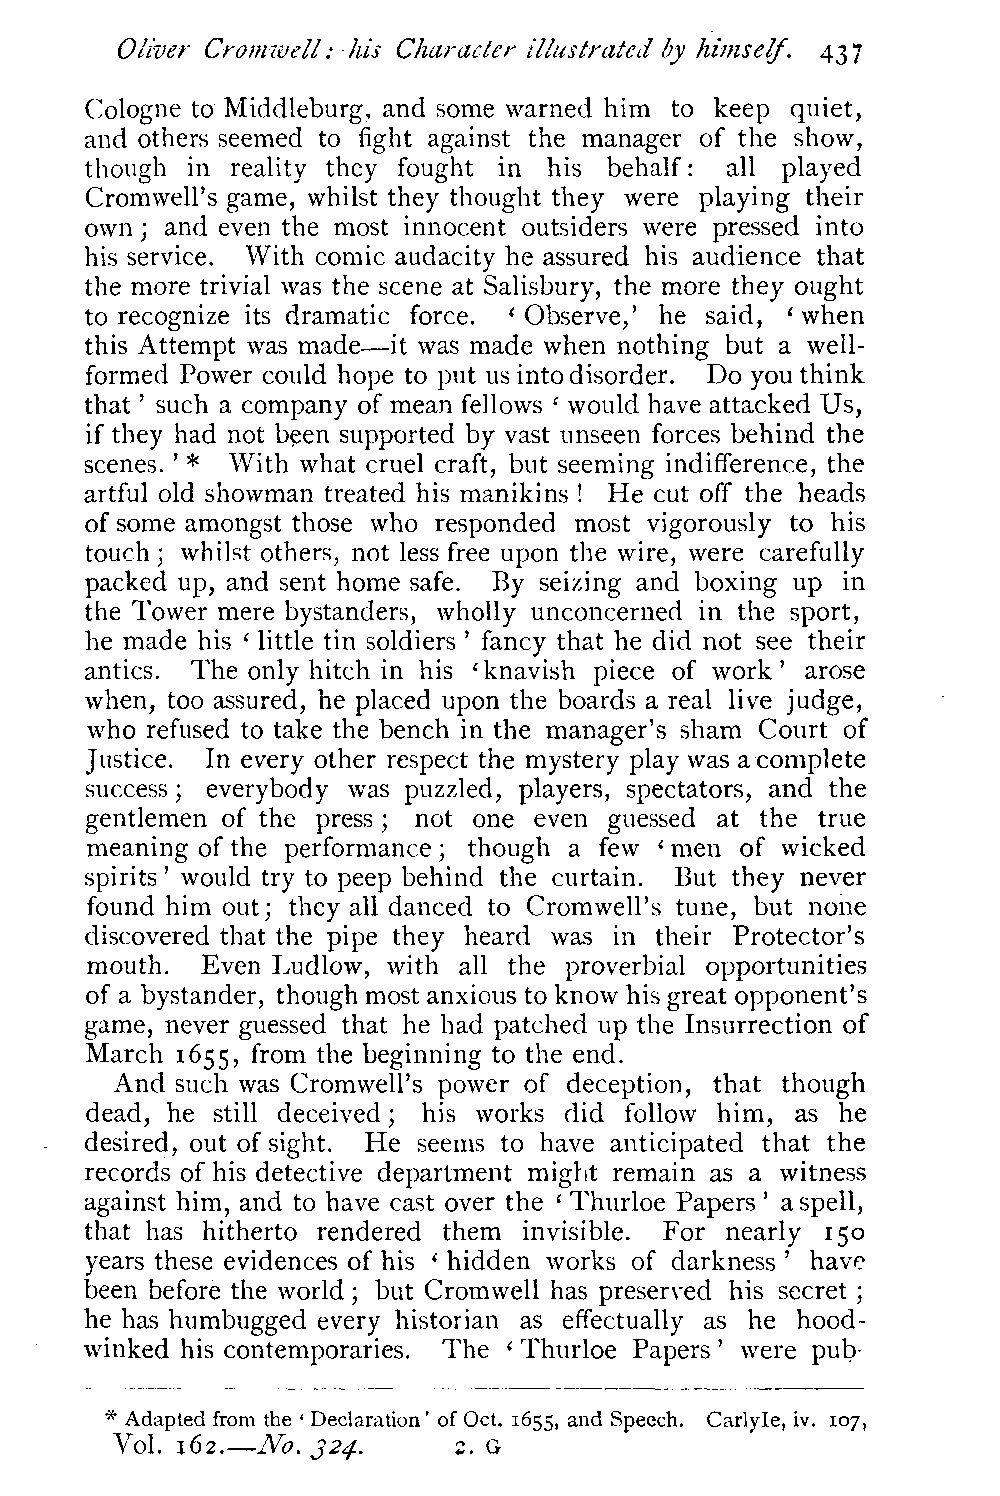 Oliver Cromwell: his Character illustrated by himself. 437
Cologne to Middleburg, and some warned him to keep quiet,
and others seemed to fight against the manager of the show,
though in reality they fought in his behalf: all played
Cromwell's game, whilst they thought they were playing their
own; and even the most innocent outsiders were pressed into
his service. With comic audacity he assured his audience that
the more trivial was the scene at Salisbury, the more they ought
to recognize its dramatic force. ‘Observe,’ he said, ‘when
this Attempt was made—it was made when nothing but a well-
formed Power could hope to put us into disorder. Do you think
that’ such a company of mean fellows ‘would have attacked Us,
if they had not been supported by vast unseen forces behind the
scenes.’* With what cruel craft, but seeming indifference, the
artful old showman treated his manikins! He cut off the heads
of some amongst those who responded most vigorously to his
touch; whilst others, not less free upon the wire, were carefully
packed up, and sent home safe. By seizing and boxing up in
the Tower mere bystanders, wholly unconcerned in the sport,
he made his ‘little tin soldiers’ fancy that he did not see their
antics. The only hitch in his ‘knavish piece of work’ arose
when, too assured, he placed upon the boards a real live judge,
who refused to take the bench in the manager's sham Court of
Justice. In every other respect the mystery play was a complete
success; everybody was puzzled, players, spectators, and the
gentlemen of the press; not one even guessed at the true
meaning of the performance; though a few ‘men of wicked
spirits’ would try to peep behind the curtain. But they never
found him out; they all danced to Cromwell's tune, but none
discovered that the pipe they heard was in their Protector's
mouth. Even Ludlow, with all the proverbial opportunities
of a bystander, though most anxious to know his great opponent's
game, never guessed that he had patched up the Insurrection of
March 1655, from the beginning to the end.
And such was Cromwell's power of deception, that though
dead, he still deceived; his works did follow him, as he
desired, out of sight. He seems to have anticipated that the
records of his detective department might remain as a witness
against him, and to have cast over the ‘Thurloe Papers’ a spell,
that has hitherto rendered them invisible. For nearly 150
years these evidences of his ‘hidden works of darkness’ have
been before the world; but Cromwell has preserved his secret;
he has humbugged every historian as effectually as he hood-
winked his contemporaries. The ‘Thurloe Papers’ were pub-
* Adapted from the ‘Declaration’ of Oct. 1655, and Speech. Carlyle, iv. 107,
Vol. 162.—No. 324. 2. G